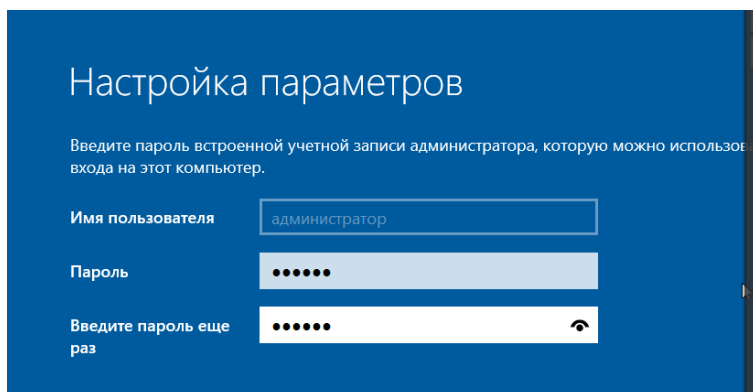 Настройка параметров
Введите пароль встроенной учетной записи администратора, которую можно использова
входа на этот компьютер.
Имя пользователя
администратор
Пароль
••••••
Введите пароль еще
раз
••••••